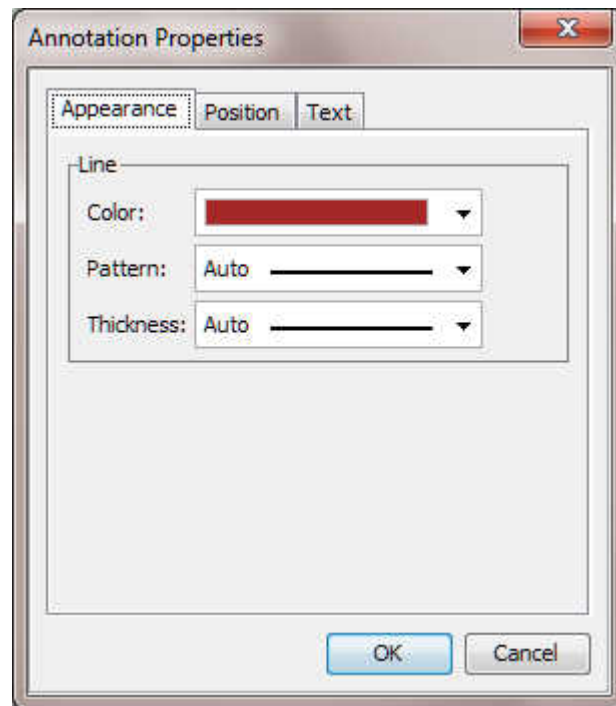 Annotation Properties
Appearance Position Text
Line
Color:
Pattern: Auto
Thickness: Auto
OK Cancel